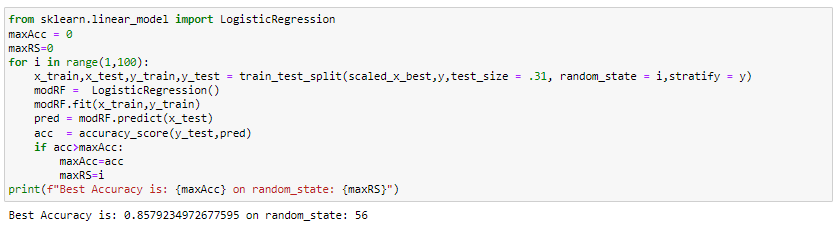 from sklearn.linear_model import LogisticRegression
maxAcc = 0
maxRS=0
for i in range(1,100):
    x_train,x_test,y_train,y_test = train_test_split(scaled_x_best,y,test_size = .31, random_state = i,stratify = y)
    modRF =  LogisticRegression()
    modRF.fit(x_train,y_train)
    pred = modRF.predict(x_test)
    acc  = accuracy_score(y_test,pred)
    if acc>maxAcc:
        maxAcc=acc
        maxRS=i
print(f"Best Accuracy is: {maxAcc} on random_state: {maxRS}")
Best Accuracy is: 0.8579234972677595 on random_state: 56